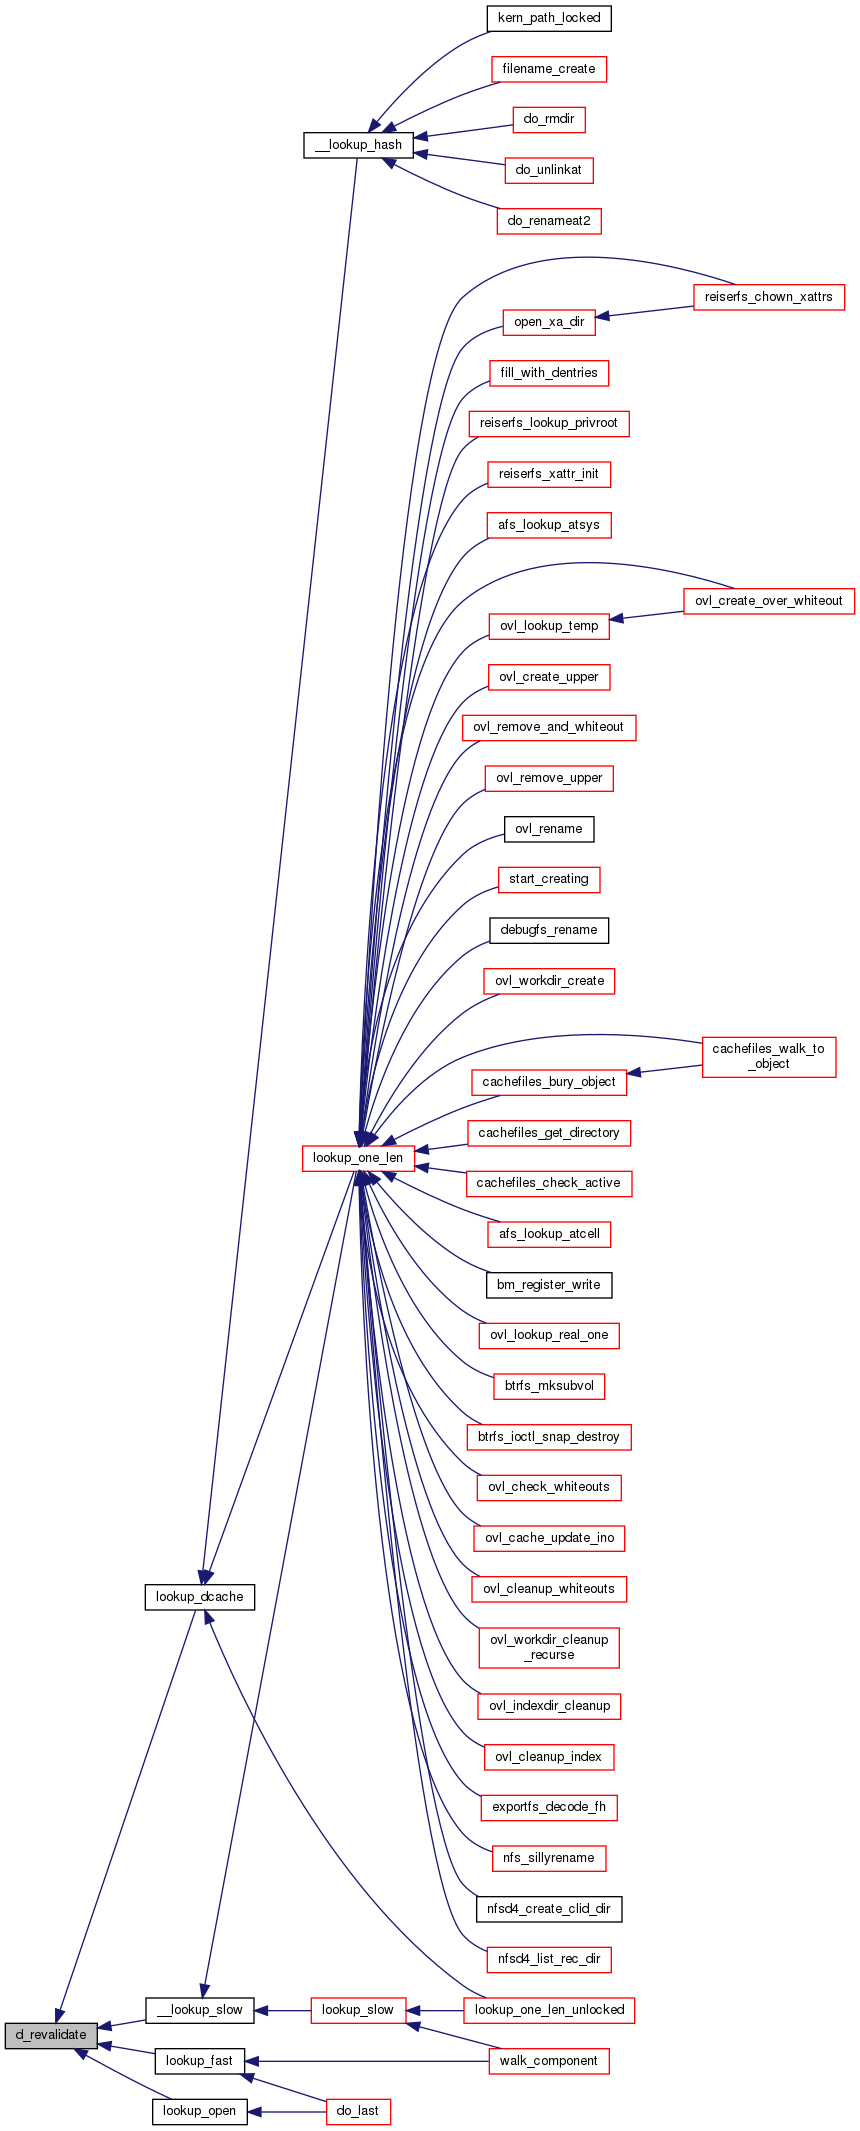 kern_path_locked
filename_create
do_rmdir
__lookup_hash
do_unlinkat
do_renameat2
reiserfs_chown_xattrs
open_xa_dir
fill_with_dentries
reiserfs_lookup_privroot
reiserfs_xattr_init
afs_lookup_atsys
ovl_create_over_whiteout
ovl_lookup_temp
ovl_create_upper
ovl_remove_and_whiteout
ovl_remove_upper
ovl_rename
start_creating
debugfs_rename
ovl_workdir_create
cachefiles_walk_to
_object
cachefiles_bury_object
cachefiles_get_directory
lookup_one_len
cachefiles_check_active
afs_lookup_atcell
bm_register_write
ovl_lookup_real_one
btrfs_mksubvol
btrfs_ioctl_snap_destroy
ovl_check_whiteouts
ovl_cache_update_ino
ovl_cleanup_whiteouts
lookup_dcache
ovl_workdir_cleanup
_recurse
ovl_indexdir_cleanup
ovl_cleanup_index
exportfs_decode_fh
nfs_sillyrename
nfsd4_create_clid_dir
nfsd4_list_rec_dir
__lookup_slow
lookup_slow
lookup_one_len_unlocked
d_revalidate
lookup_fast
walk_component
lookup_open
do_last